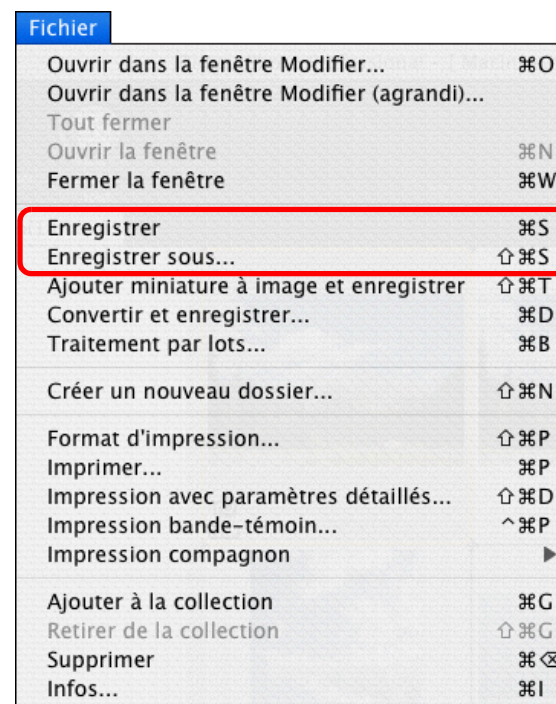 Fichier
Ouvrir dans la fenêtre Modifier... ⌘O
Ouvrir dans la fenêtre Modifier (agrandi)...
Tout fermer
Ouvrir la fenêtre ⌘N
Fermer la fenêtre ⌘W
Enregistrer ⌘S
Enregistrer sous... ⇧⌘S
Ajouter miniature à image et enregistrer ⇧⌘T
Convertir et enregistrer... ⌘D
Traitement par lots... ⌘B
Créer un nouveau dossier... ⇧⌘N
Format d'impression... ⇧⌘P
Imprimer... ⌘P
Impression avec paramètres détaillés... ⇧⌘D
Impression bande-témoin... ^⌘P
Impression compagnon ▶
Ajouter à la collection ⌘G
Retirer de la collection ⇧⌘G
Supprimer ⌘⌫
Infos... ⌘I